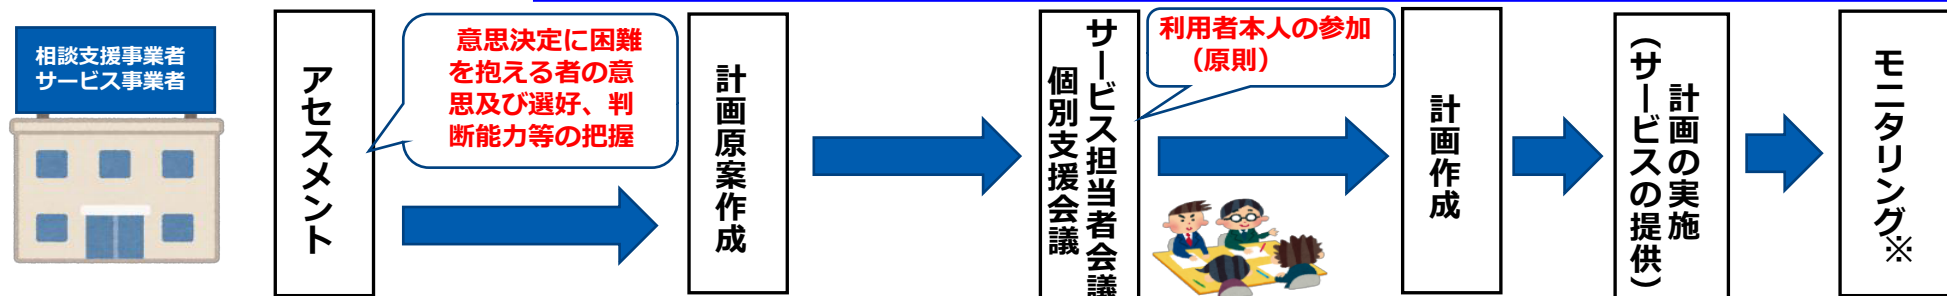 相談支援事業者
サービス事業者
アセスメント
意思決定に困難
を抱える者の意
思及び選好、判
断能力等の把握
計画原案作成
サービス担当者会議
個別支援会議
利用者本人の参加
（原則）
計画作成
計画の実施
（サービスの提供）
モニタリング※